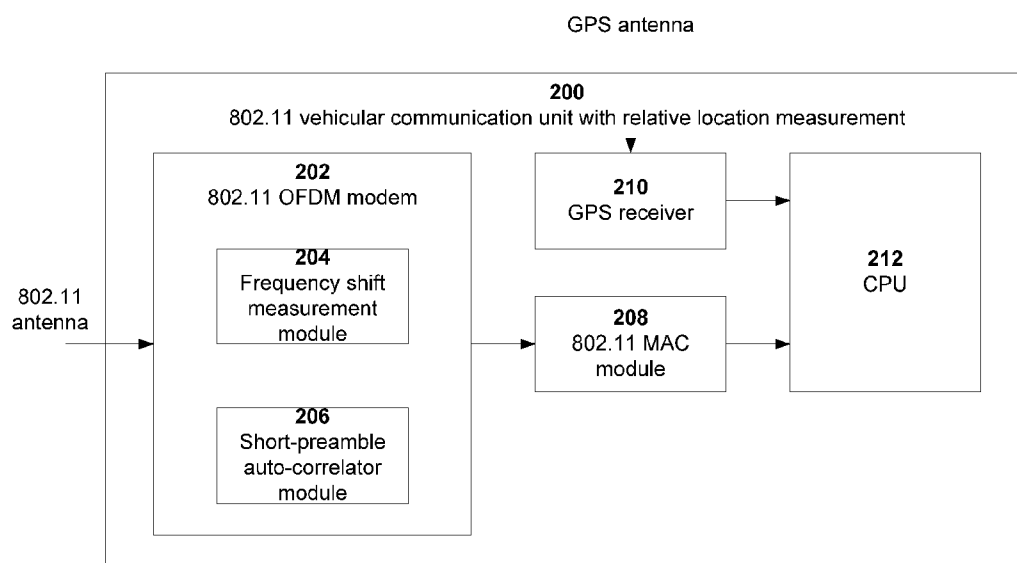 GPS antenna
200
802.11 vehicular communication unit with relative location measurement
202
802.11 OFDM modem
204
Frequency shift
measurement
module
206
Short-preamble
auto-correlator
module
802.11
antenna
210
GPS receiver
208
802.11 MAC
module
212
CPU